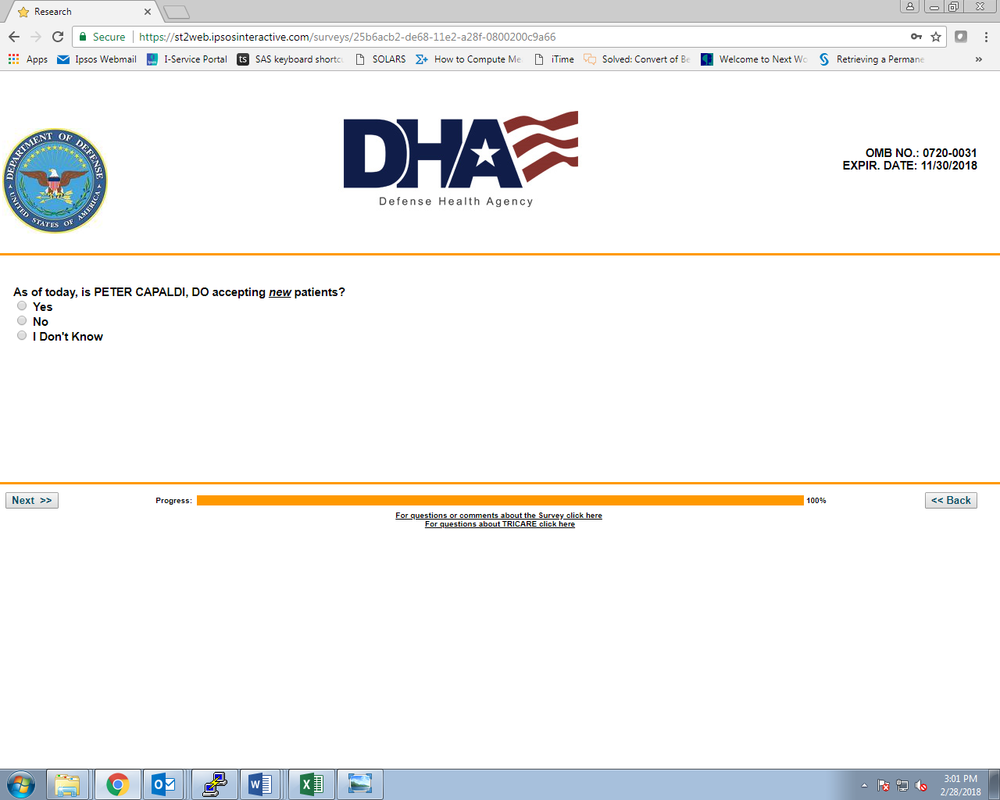 Research
Secure
https://st2web.ipsosinteractive.com/surveys/25b6acb2-de68-11e2-a28f-0800200c9a66
Apps Ipsos Webmail I-Service Portal ts SAS keyboard shortcu SOLARS How to Compute Me iTime Solved: Convert of Be Welcome to Next Wo Retrieving a Permane »
DEPARTMENT OF DEFENSE
UNITED STATES OF AMERICA
DHA
Defense Health Agency
OMB NO.: 0720-0031
EXPIR. DATE: 11/30/2018
As of today, is PETER CAPALDI, DO accepting new patients?
Yes
No
I Don't Know
Next >>
Progress: 100%
<< Back
For questions or comments about the Survey click here
For questions about TRICARE click here
3:01 PM
2/28/2018